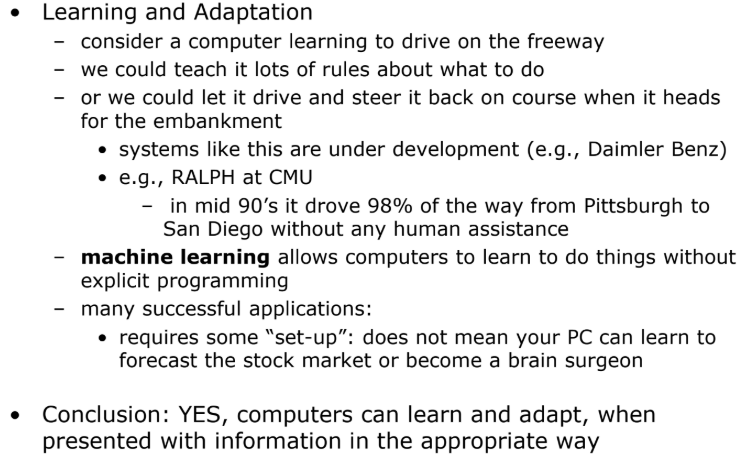 • Learning and Adaptation
– consider a computer learning to drive on the freeway
– we could teach it lots of rules about what to do
– or we could let it drive and steer it back on course when it heads
for the embankment
• systems like this are under development (e.g., Daimler Benz)
• e.g., RALPH at CMU
– in mid 90's it drove 98% of the way from Pittsburgh to
San Diego without any human assistance
– machine learning allows computers to learn to do things without
explicit programming
– many successful applications:
• requires some “set-up”: does not mean your PC can learn to
forecast the stock market or become a brain surgeon
• Conclusion: YES, computers can learn and adapt, when
presented with information in the appropriate way